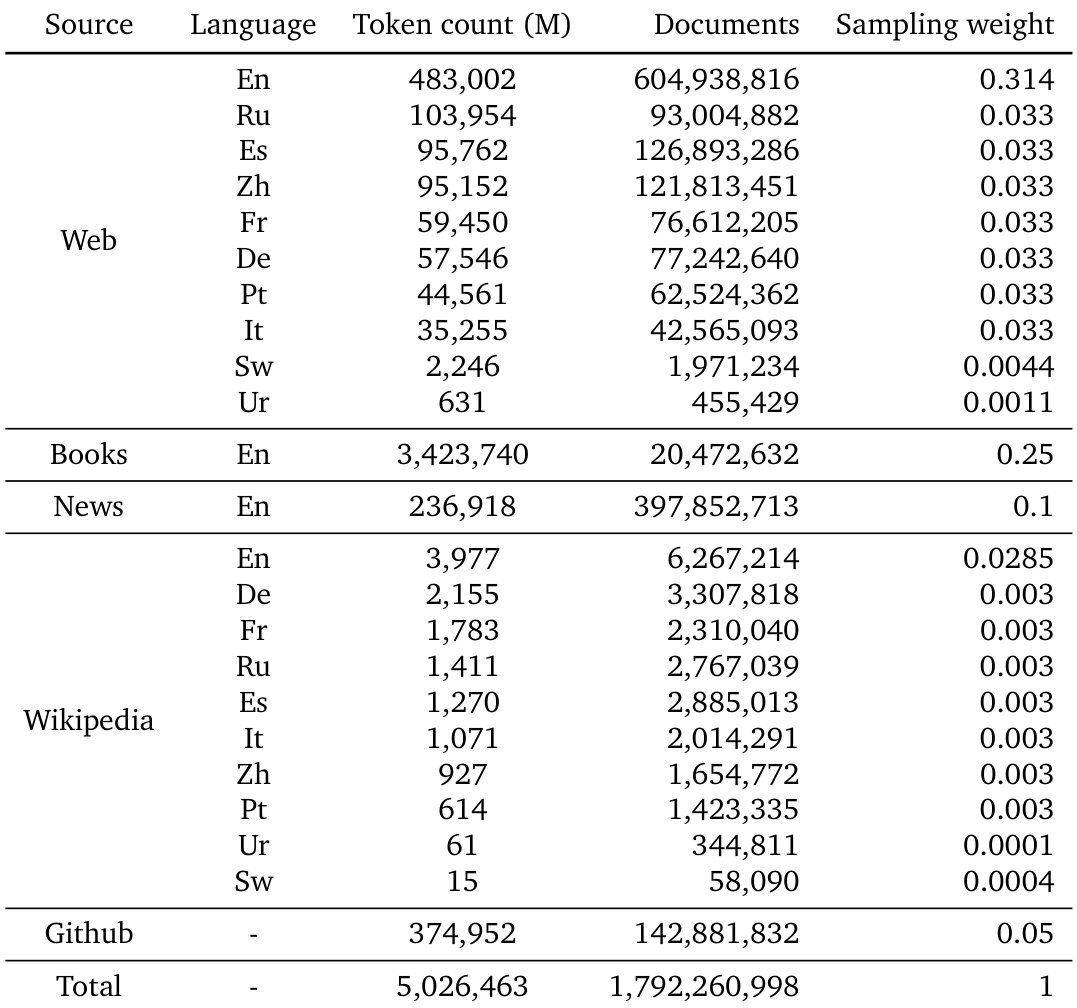 Source Language Token count (M) Documents Sampling weight
En 483,002 604,938,816 0.314
Ru 103,954 93,004,882 0.033
Es 95,762 126,893,286 0.033
Zh 95,152 121,813,451 0.033
Fr 59,450 76,612,205 0.033
Web
De 57,546 77,242,640 0.033
Pt 44,561 62,524,362 0.033
It 35,255 42,565,093 0.033
Sw 2,246 1,971,234 0.0044
Ur 631 455,429 0.0011
Books En 3,423,740 20,472,632 0.25
News En 236,918 397,852,713 0.1
En 3,977 6,267,214 0.0285
De 2,155 3,307,818 0.003
Fr 1,783 2,310,040 0.003
Ru 1,411 2,767,039 0.003
Es 1,270 2,885,013 0.003
Wikipedia
It 1,071 2,014,291 0.003
Zh 927 1,654,772 0.003
Pt 614 1,423,335 0.003
Ur 61 344,811 0.0001
Sw 15 58,090 0.0004
Github - 374,952 142,881,832 0.05
Total - 5,026,463 1,792,260,998 1